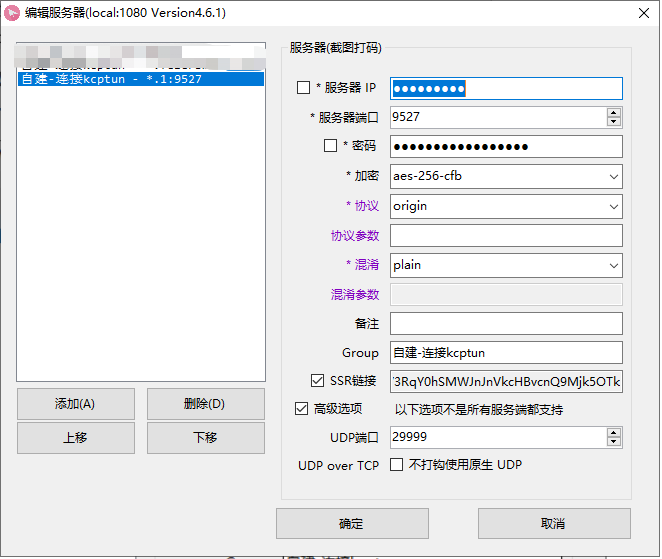 编辑服务器(local:1080 Version4.6.1)
自建-连接kcptun - *.1:9527
服务器(截图打码)
* 服务器 IP
●●●●●●●●●
* 服务器端口
9527
* 密码
●●●●●●●●●●●●●●●●●
* 加密
aes-256-cfb
* 协议
origin
协议参数
* 混淆
plain
混淆参数
备注
Group
自建-连接kcptun
SSR链接
添加(A)
删除(D)
高级选项
以下选项不是所有服务端都支持
上移
下移
UDP端口
29999
UDP over TCP
不打钩使用原生 UDP
确定
取消